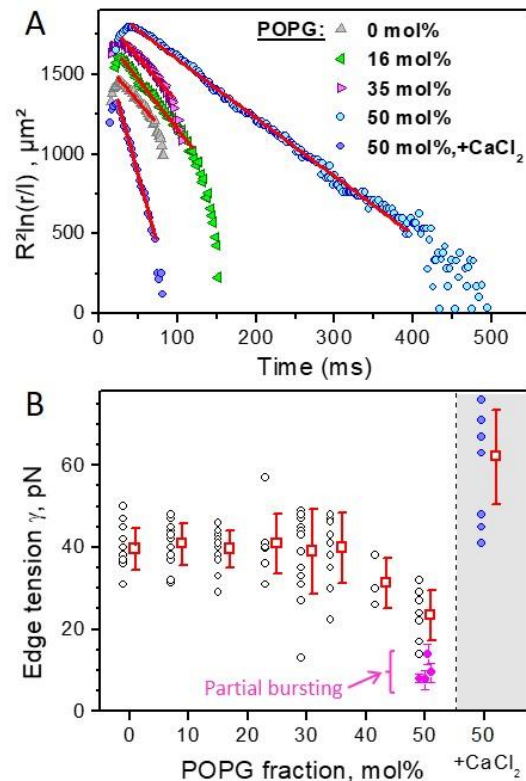 A
POPG:
0 mol%
16 mol%
35 mol%
50 mol%
50 mol%,+CaCl₂
R²ln(r/l) , µm²
1500
1000
500
0
0 100 200 300 400 500
Time (ms)
B
Edge tension γ, pN
60
40
20
0
Partial bursting
0 10 20 30 40 50 50
+CaCl₂
POPG fraction, mol%